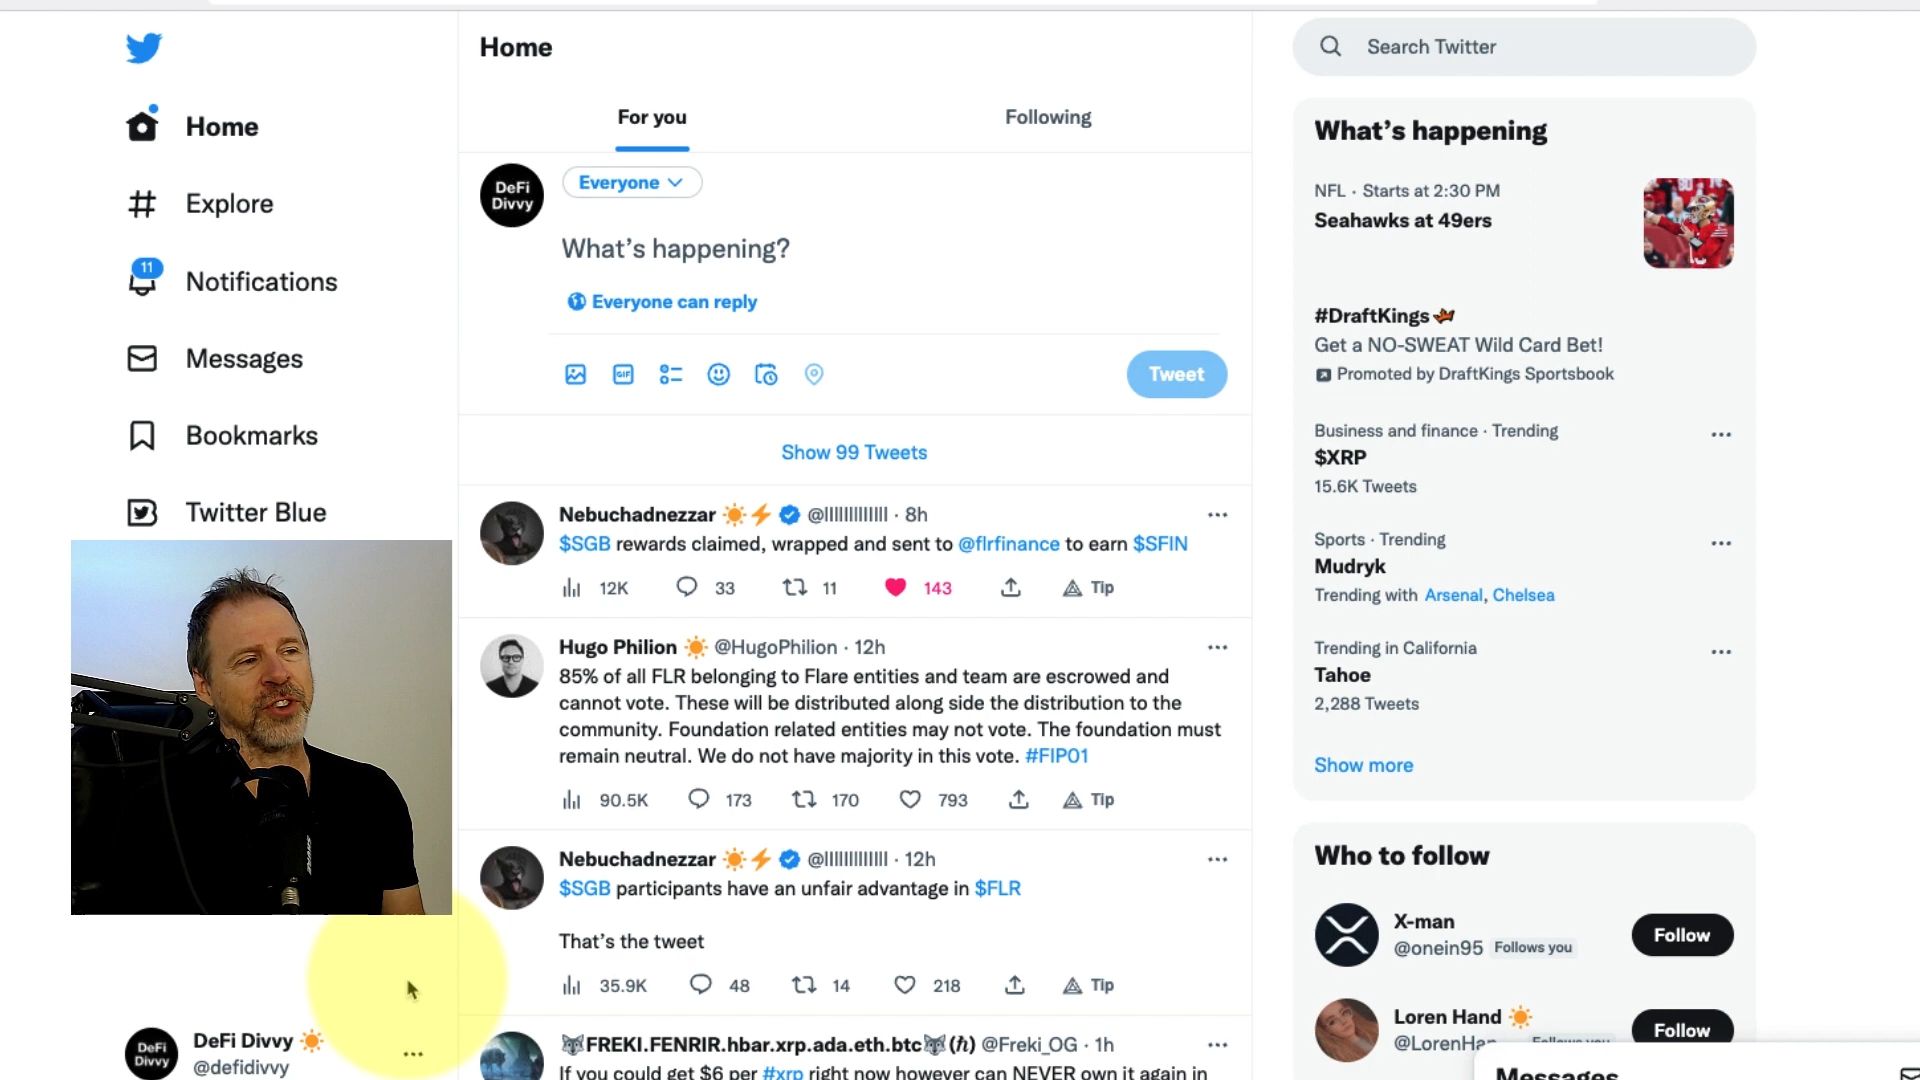 Home
Explore
11
Notifications
Messages
Bookmarks
Twitter Blue
DeFi
Divvy
DeFi Divvy
@defidivvy
Home
For you
Following
DeFi
Divvy
Everyone
What's happening?
Everyone can reply
GIF
Tweet
Show 99 Tweets
Nebuchadnezzar · 8h
$SGB rewards claimed, wrapped and sent to @flrfinance to earn $SFIN
12K 33 11 143 Tip
Hugo Philion @HugoPhilion · 12h
85% of all FLR belonging to Flare entities and team are escrowed and
cannot vote. These will be distributed along side the distribution to the
community. Foundation related entities may not vote. The foundation must
remain neutral. We do not have majority in this vote. #FIP01
90.5K 173 170 793 Tip
Nebuchadnezzar · 12h
$SGB participants have an unfair advantage in $FLR
That's the tweet
35.9K 48 14 218 Tip
FREKI.FENRIR.hbar.xrp.ada.eth.btc (ℏ) @Freki_OG · 1h
If you could get $6 per #xrp right now however can NEVER own it again in
Search Twitter
What's happening
NFL · Starts at 2:30 PM
Seahawks at 49ers
#DraftKings
Get a NO-SWEAT Wild Card Bet!
Promoted by DraftKings Sportsbook
Business and finance · Trending
$XRP
15.6K Tweets
Sports · Trending
Mudryk
Trending with Arsenal, Chelsea
Trending in California
Tahoe
2,288 Tweets
Show more
Who to follow
X-man
@onein95 Follows you
Follow
Loren Hand
@LorenHan Follows you
Follow
Messages